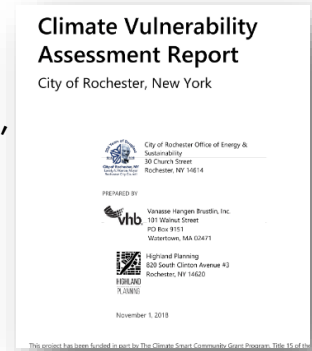 Climate Vulnerability
Assessment Report
City of Rochester, New York
,
City of Rochester Office of Energy &
Sustainability
30 Church Street
Rochester, NY 14614
PREPARED BY
vhb
Vanasse Hangen Brustlin, Inc.
101 Walnut Street
PO Box 9151
Watertown, MA 02471
HIGHLAND
PLANNING
Highland Planning
820 South Clinton Avenue #3
Rochester, NY 14620
November 1, 2018
This project has been funded in part by The Climate Smart Community Grant Program, Title 15 of the